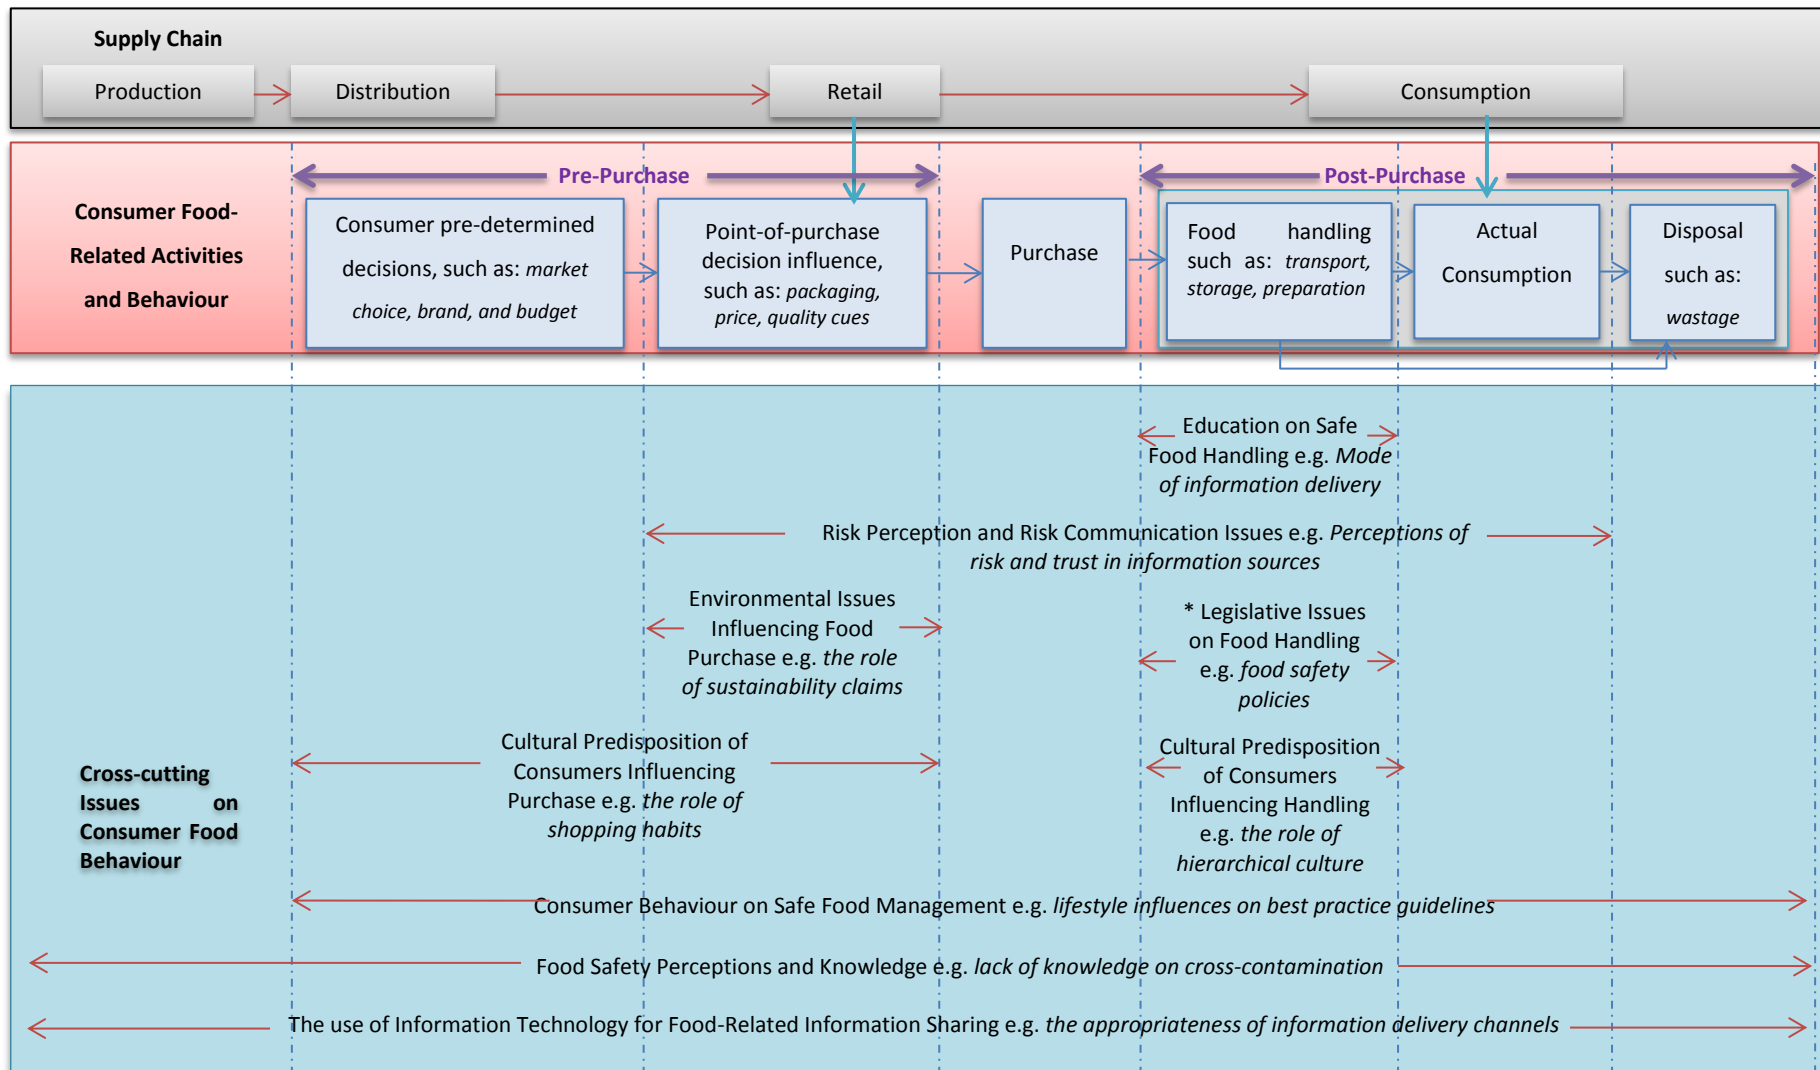 Supply Chain
Production
Distribution
Retail
Consumption
Pre-Purchase
Post-Purchase
Consumer Food-
Related Activities
and Behaviour
Consumer pre-determined
decisions, such as: market
choice, brand, and budget
Point-of-purchase
decision influence,
such as: packaging,
price, quality cues
Purchase
Food handling
such as: transport,
storage, preparation
Actual
Consumption
Disposal
such as:
wastage
Education on Safe
Food Handling e.g. Mode
of information delivery
Risk Perception and Risk Communication Issues e.g. Perceptions of
risk and trust in information sources
Environmental Issues
Influencing Food
Purchase e.g. the role
of sustainability claims
* Legislative Issues
on Food Handling
e.g. food safety
policies
Cultural Predisposition of
Consumers Influencing
Purchase e.g. the role of
shopping habits
Cultural Predisposition
of Consumers
Influencing Handling
e.g. the role of
hierarchical culture
Cross-cutting
Issues on
Consumer Food
Behaviour
Consumer Behaviour on Safe Food Management e.g. lifestyle influences on best practice guidelines
Food Safety Perceptions and Knowledge e.g. lack of knowledge on cross-contamination
The use of Information Technology for Food-Related Information Sharing e.g. the appropriateness of information delivery channels